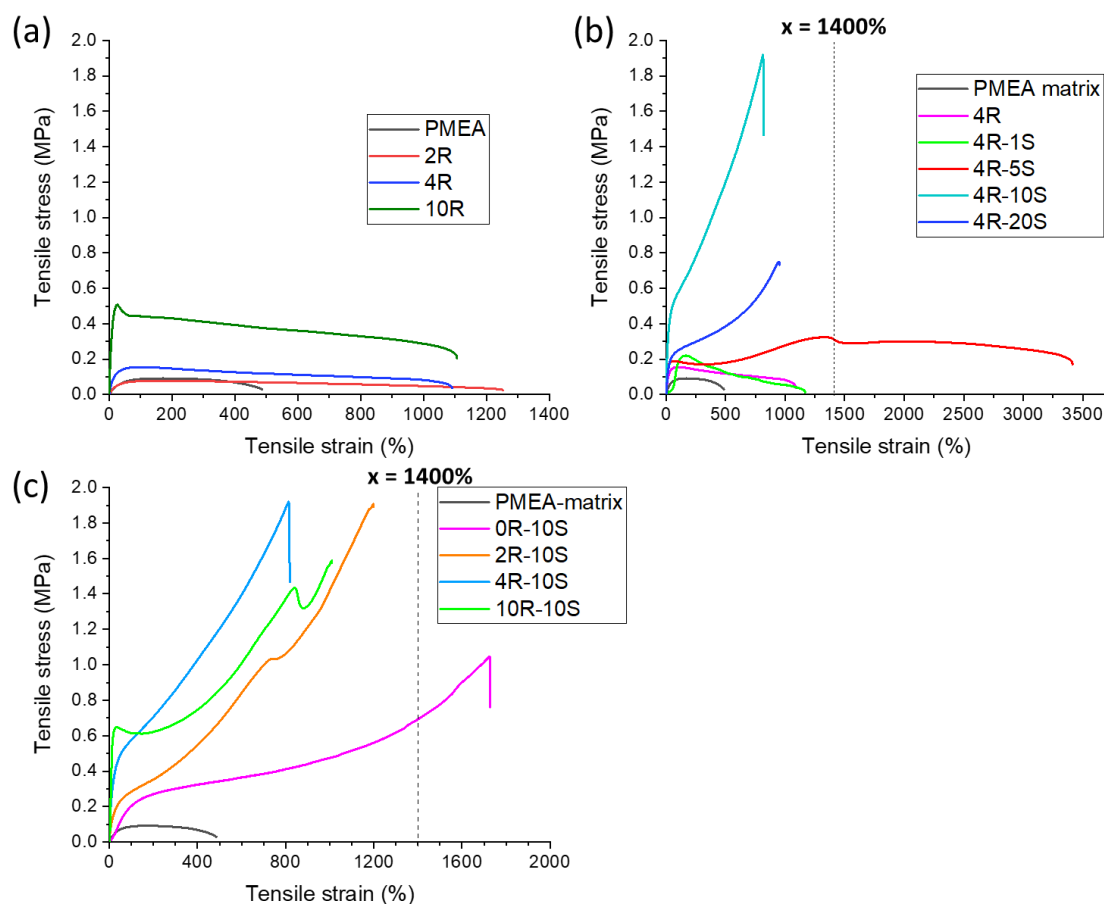 (a)
Tensile stress (MPa)
2.0
1.8
1.6
1.4
1.2
1.0
0.8
0.6
0.4
0.2
0.0
PMEA
2R
4R
10R
0 200 400 600 800 1000 1200 1400
Tensile strain (%)
(b)
x = 1400%
Tensile stress (MPa)
2.0
1.8
1.6
1.4
1.2
1.0
0.8
0.6
0.4
0.2
0.0
PMEA matrix
4R
4R-1S
4R-5S
4R-10S
4R-20S
0 500 1000 1500 2000 2500 3000 3500
Tensile strain (%)
(c)
x = 1400%
Tensile stress (MPa)
2.0
1.8
1.6
1.4
1.2
1.0
0.8
0.6
0.4
0.2
0.0
PMEA-matrix
0R-10S
2R-10S
4R-10S
10R-10S
0 400 800 1200 1600 2000
Tensile strain (%)